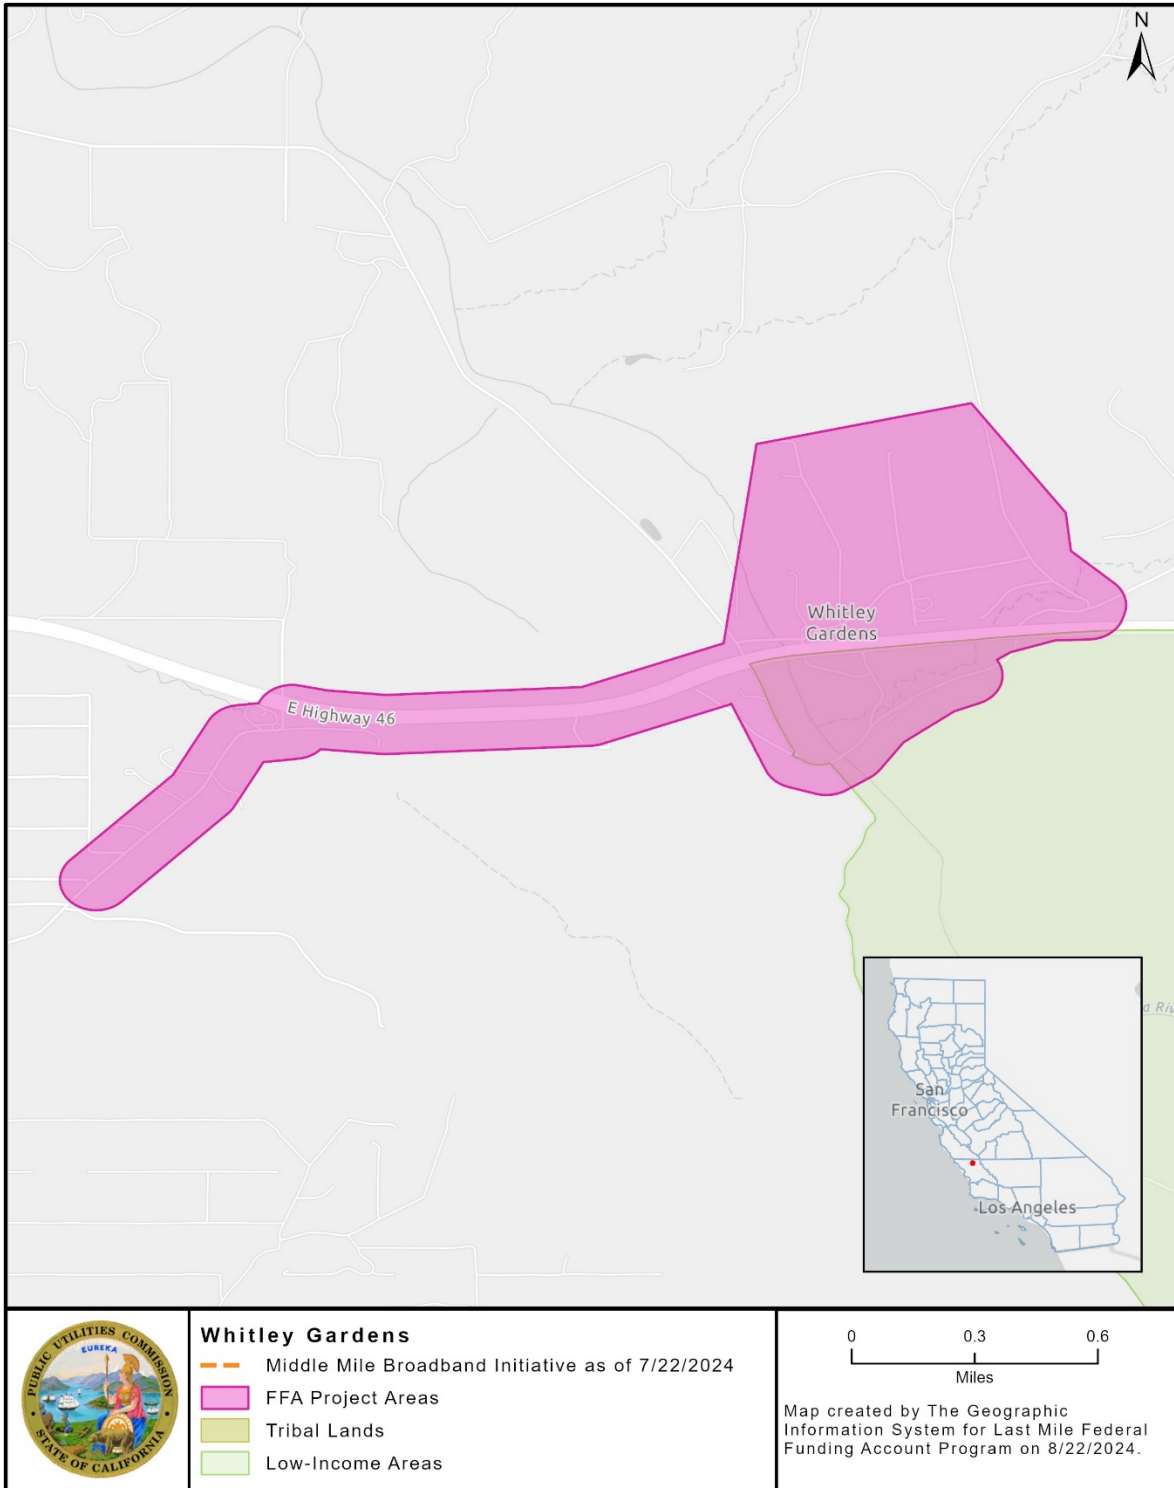 N
Whitley
Gardens
E Highway 46
San
Francisco
Los Angeles
a Riv
PUBLIC UTILITIES COMMISSION
EUREKA
STATE OF CALIFORNIA
Whitley Gardens
Middle Mile Broadband Initiative as of 7/22/2024
FFA Project Areas
Tribal Lands
Low-Income Areas
0 0.3 0.6
Miles
Map created by The Geographic
Information System for Last Mile Federal
Funding Account Program on 8/22/2024.